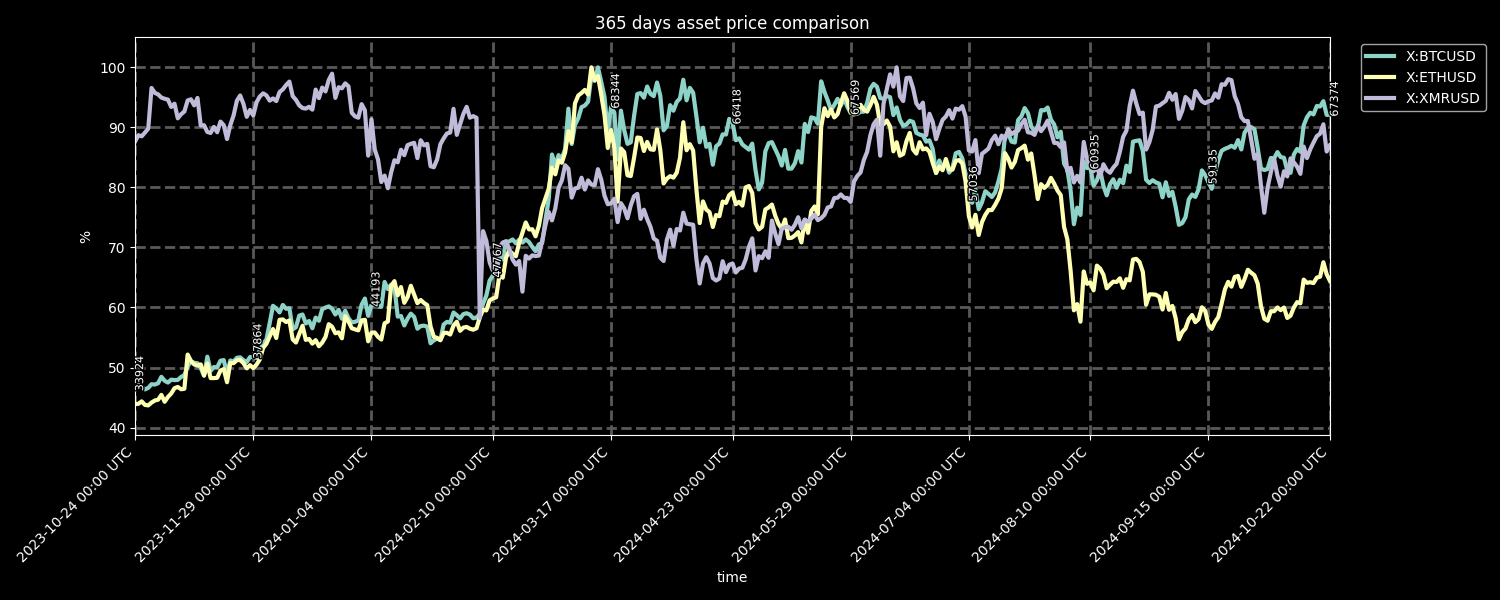 365 days asset price comparison
X:BTCUSD
X:ETHUSD
X:XMRUSD
%
100
90
80
70
60
50
40
33924
37864
44193
47767
68344
66418
67569
57036
60935
59135
67374
2023-10-24 00:00 UTC
2023-11-29 00:00 UTC
2024-01-04 00:00 UTC
2024-02-10 00:00 UTC
2024-03-17 00:00 UTC
2024-04-23 00:00 UTC
2024-05-29 00:00 UTC
2024-07-04 00:00 UTC
2024-08-10 00:00 UTC
2024-09-15 00:00 UTC
2024-10-22 00:00 UTC
time